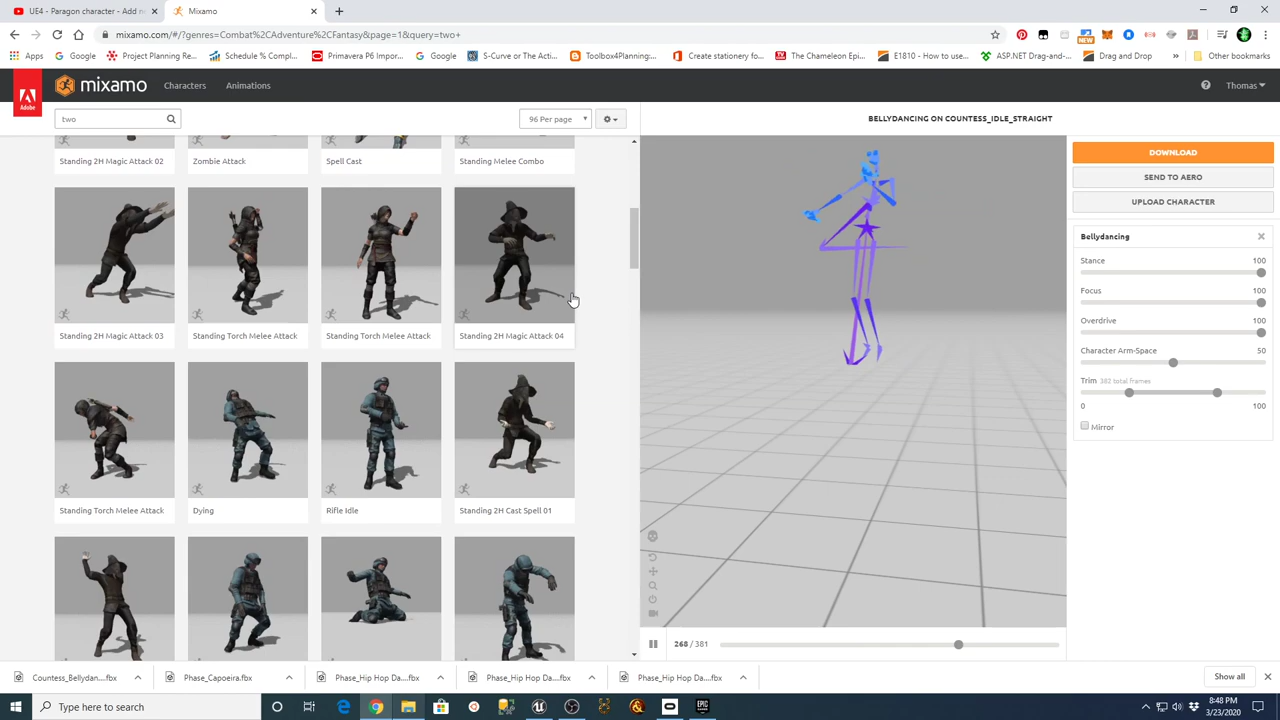 UE4 - Paragon character - Add n
Mixamo
mixamo.com/#/?genres=Combat%2CAdventure%2CFantasy&page=1&query=two+
Apps
Project Planning Re...
Schedule % Complet...
Primavera P6 Impor...
Google
S-Curve or The Acti...
Toolbox4Planning:...
Create stationery fo...
The Chameleon Epi...
E1810 - How to use...
ASP.NET Drag-and-...
Drag and Drop
»
Other bookmarks
NEW
Adobe
mixamo
Characters
Animations
Thomas
two
96 Per page
BELLYDANCING ON COUNTESS_IDLE_STRAIGHT
Standing 2H Magic Attack 02
Zombie Attack
Spell Cast
Standing Melee Combo
Standing 2H Magic Attack 03
Standing Torch Melee Attack
Standing Torch Melee Attack
Standing 2H Magic Attack 04
Standing Torch Melee Attack
Dying
Rifle Idle
Standing 2H Cast Spell 01
DOWNLOAD
SEND TO AERO
UPLOAD CHARACTER
Bellydancing
Stance 100
Focus 100
Overdrive 100
Character Arm-Space 50
Trim 382 total frames
0 100
Mirror
268 / 381
Countess_Bellydan....fbx
Phase_Capoeira.fbx
Phase_Hip Hop Da....fbx
Phase_Hip Hop Da....fbx
Phase_Hip Hop Da....fbx
Show all
Type here to search
EPIC
8:48 PM
3/23/2020